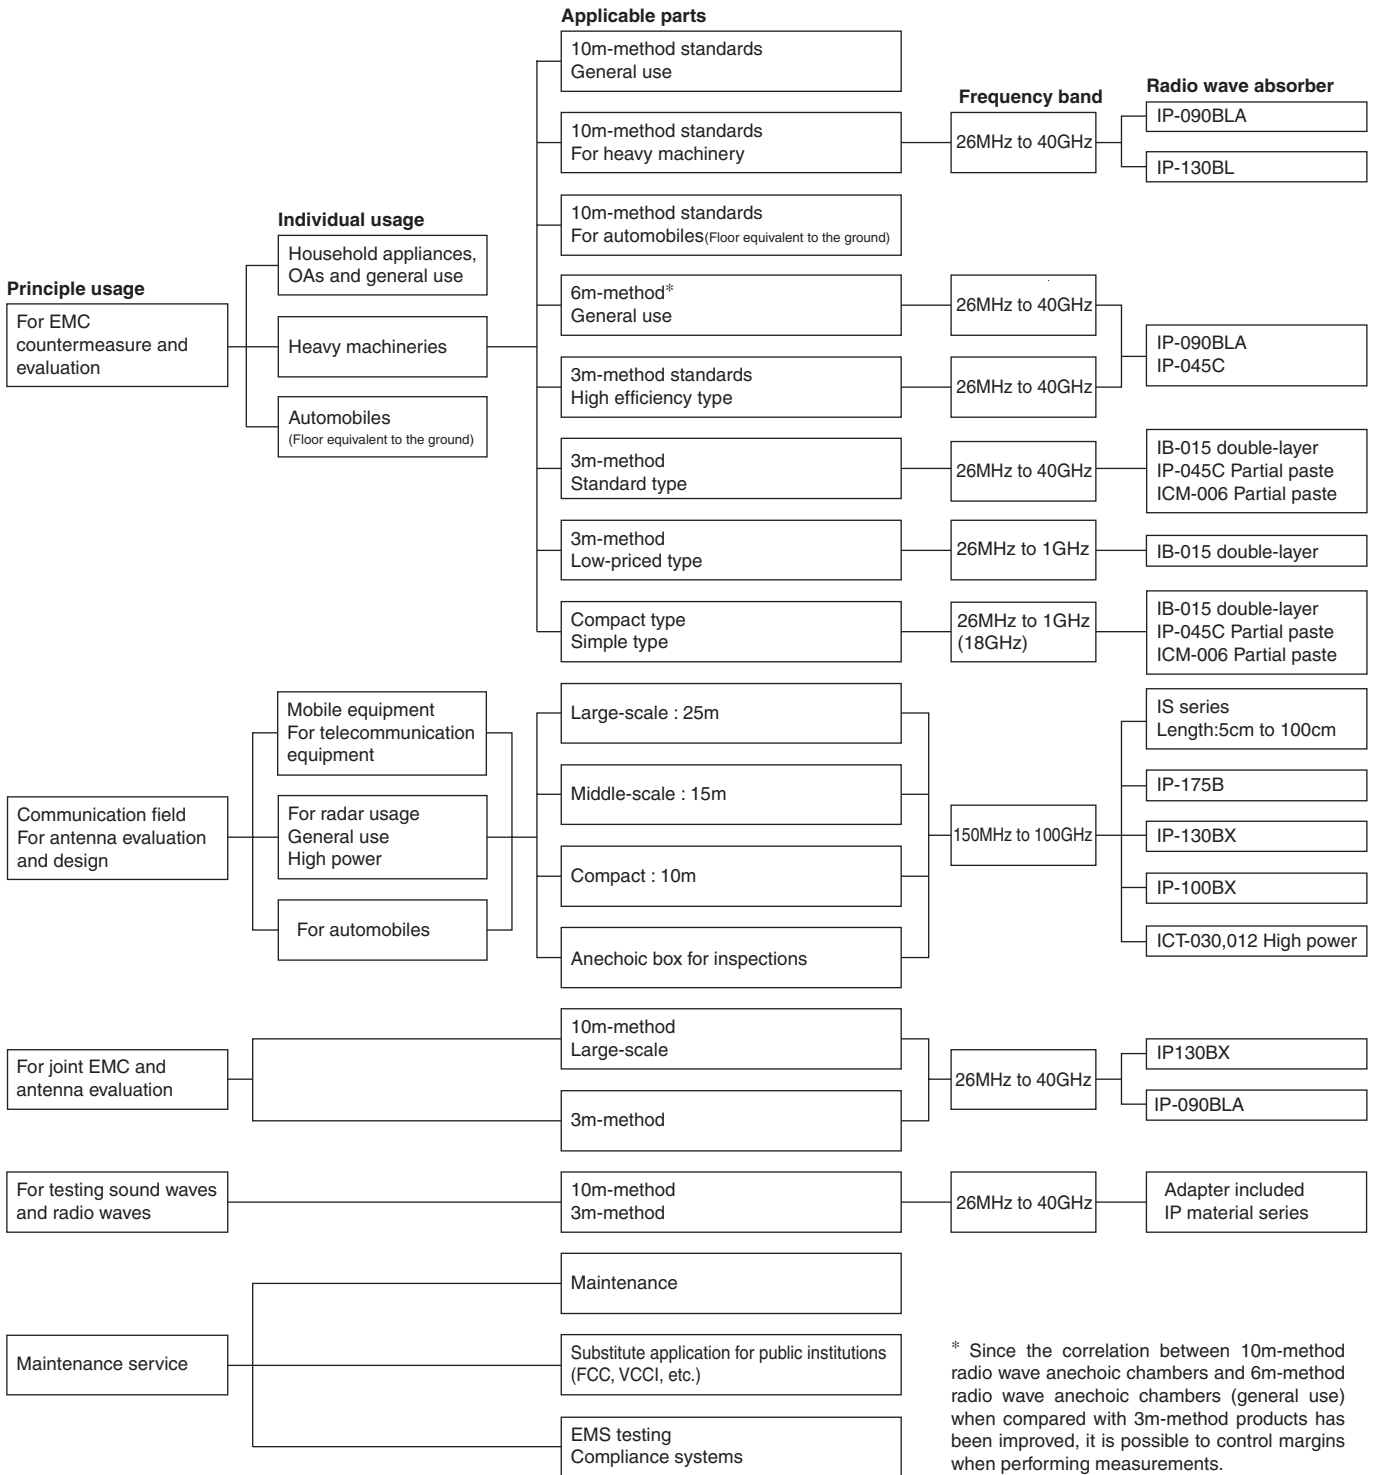 Applicable parts
10m-method standards
General use
Frequency band
Radio wave absorber
10m-method standards
For heavy machinery
26MHz to 40GHz
IP-090BLA
IP-130BL
Individual usage
10m-method standards
For automobiles(Floor equivalent to the ground)
Household appliances,
OAs and general use
Principle usage
For EMC
countermeasure and
evaluation
Heavy machineries
Automobiles
(Floor equivalent to the ground)
6m-method*
General use
26MHz to 40GHz
3m-method standards
High efficiency type
26MHz to 40GHz
IP-090BLA
IP-045C
3m-method
Standard type
26MHz to 40GHz
IB-015 double-layer
IP-045C Partial paste
ICM-006 Partial paste
3m-method
Low-priced type
26MHz to 1GHz
IB-015 double-layer
Compact type
Simple type
26MHz to 1GHz
(18GHz)
IB-015 double-layer
IP-045C Partial paste
ICM-006 Partial paste
Communication field
For antenna evaluation
and design
Mobile equipment
For telecommunication
equipment
For radar usage
General use
High power
For automobiles
Large-scale : 25m
Middle-scale : 15m
Compact : 10m
Anechoic box for inspections
150MHz to 100GHz
IS series
Length:5cm to 100cm
IP-175B
IP-130BX
IP-100BX
ICT-030,012 High power
For joint EMC and
antenna evaluation
10m-method
Large-scale
3m-method
26MHz to 40GHz
IP130BX
IP-090BLA
For testing sound waves
and radio waves
10m-method
3m-method
26MHz to 40GHz
Adapter included
IP material series
Maintenance service
Maintenance
Substitute application for public institutions
(FCC, VCCI, etc.)
EMS testing
Compliance systems
* Since the correlation between 10m-method
radio wave anechoic chambers and 6m-method
radio wave anechoic chambers (general use)
when compared with 3m-method products has
been improved, it is possible to control margins
when performing measurements.